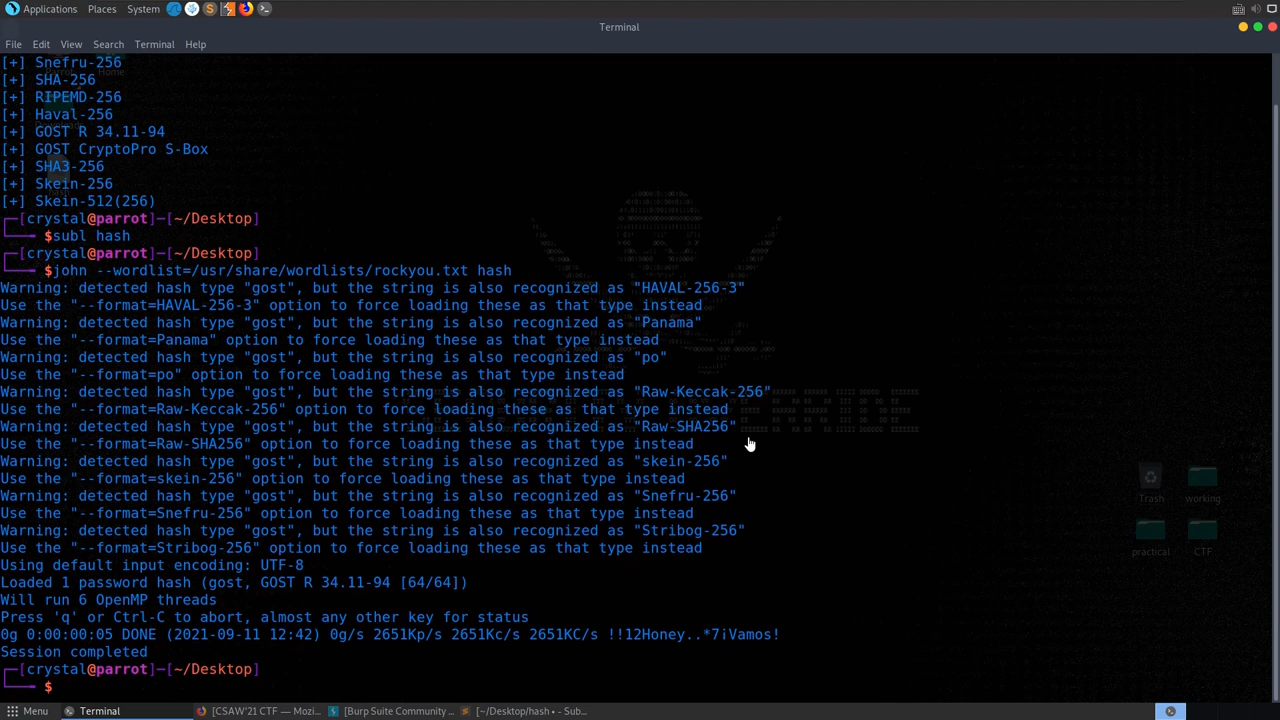 Applications Places System
Terminal
File Edit View Search Terminal Help
[+] Snefru-256
[+] SHA-256
[+] RIPEMD-256
[+] Haval-256
[+] GOST R 34.11-94
[+] GOST CryptoPro S-Box
[+] SHA3-256
[+] Skein-256
[+] Skein-512(256)
┌─[crystal@parrot]─[~/Desktop]
└──╼ $subl hash
┌─[crystal@parrot]─[~/Desktop]
└──╼ $john --wordlist=/usr/share/wordlists/rockyou.txt hash
Warning: detected hash type "gost", but the string is also recognized as "HAVAL-256-3"
Use the "--format=HAVAL-256-3" option to force loading these as that type instead
Warning: detected hash type "gost", but the string is also recognized as "Panama"
Use the "--format=Panama" option to force loading these as that type instead
Warning: detected hash type "gost", but the string is also recognized as "po"
Use the "--format=po" option to force loading these as that type instead
Warning: detected hash type "gost", but the string is also recognized as "Raw-Keccak-256"
Use the "--format=Raw-Keccak-256" option to force loading these as that type instead
Warning: detected hash type "gost", but the string is also recognized as "Raw-SHA256"
Use the "--format=Raw-SHA256" option to force loading these as that type instead
Warning: detected hash type "gost", but the string is also recognized as "skein-256"
Use the "--format=skein-256" option to force loading these as that type instead
Warning: detected hash type "gost", but the string is also recognized as "Snefru-256"
Use the "--format=Snefru-256" option to force loading these as that type instead
Warning: detected hash type "gost", but the string is also recognized as "Stribog-256"
Use the "--format=Stribog-256" option to force loading these as that type instead
Using default input encoding: UTF-8
Loaded 1 password hash (gost, GOST R 34.11-94 [64/64])
Will run 6 OpenMP threads
Press 'q' or Ctrl-C to abort, almost any other key for status
0g 0:00:00:05 DONE (2021-09-11 12:42) 0g/s 2651Kp/s 2651Kc/s 2651KC/s !!12Honey..*7¡Vamos!
Session completed
┌─[crystal@parrot]─[~/Desktop]
└──╼ $
Home
Trash
working
practical
CTF
Menu Terminal [CSAW'21 CTF — Mozi... [Burp Suite Community ... [~/Desktop/hash • - Sub...